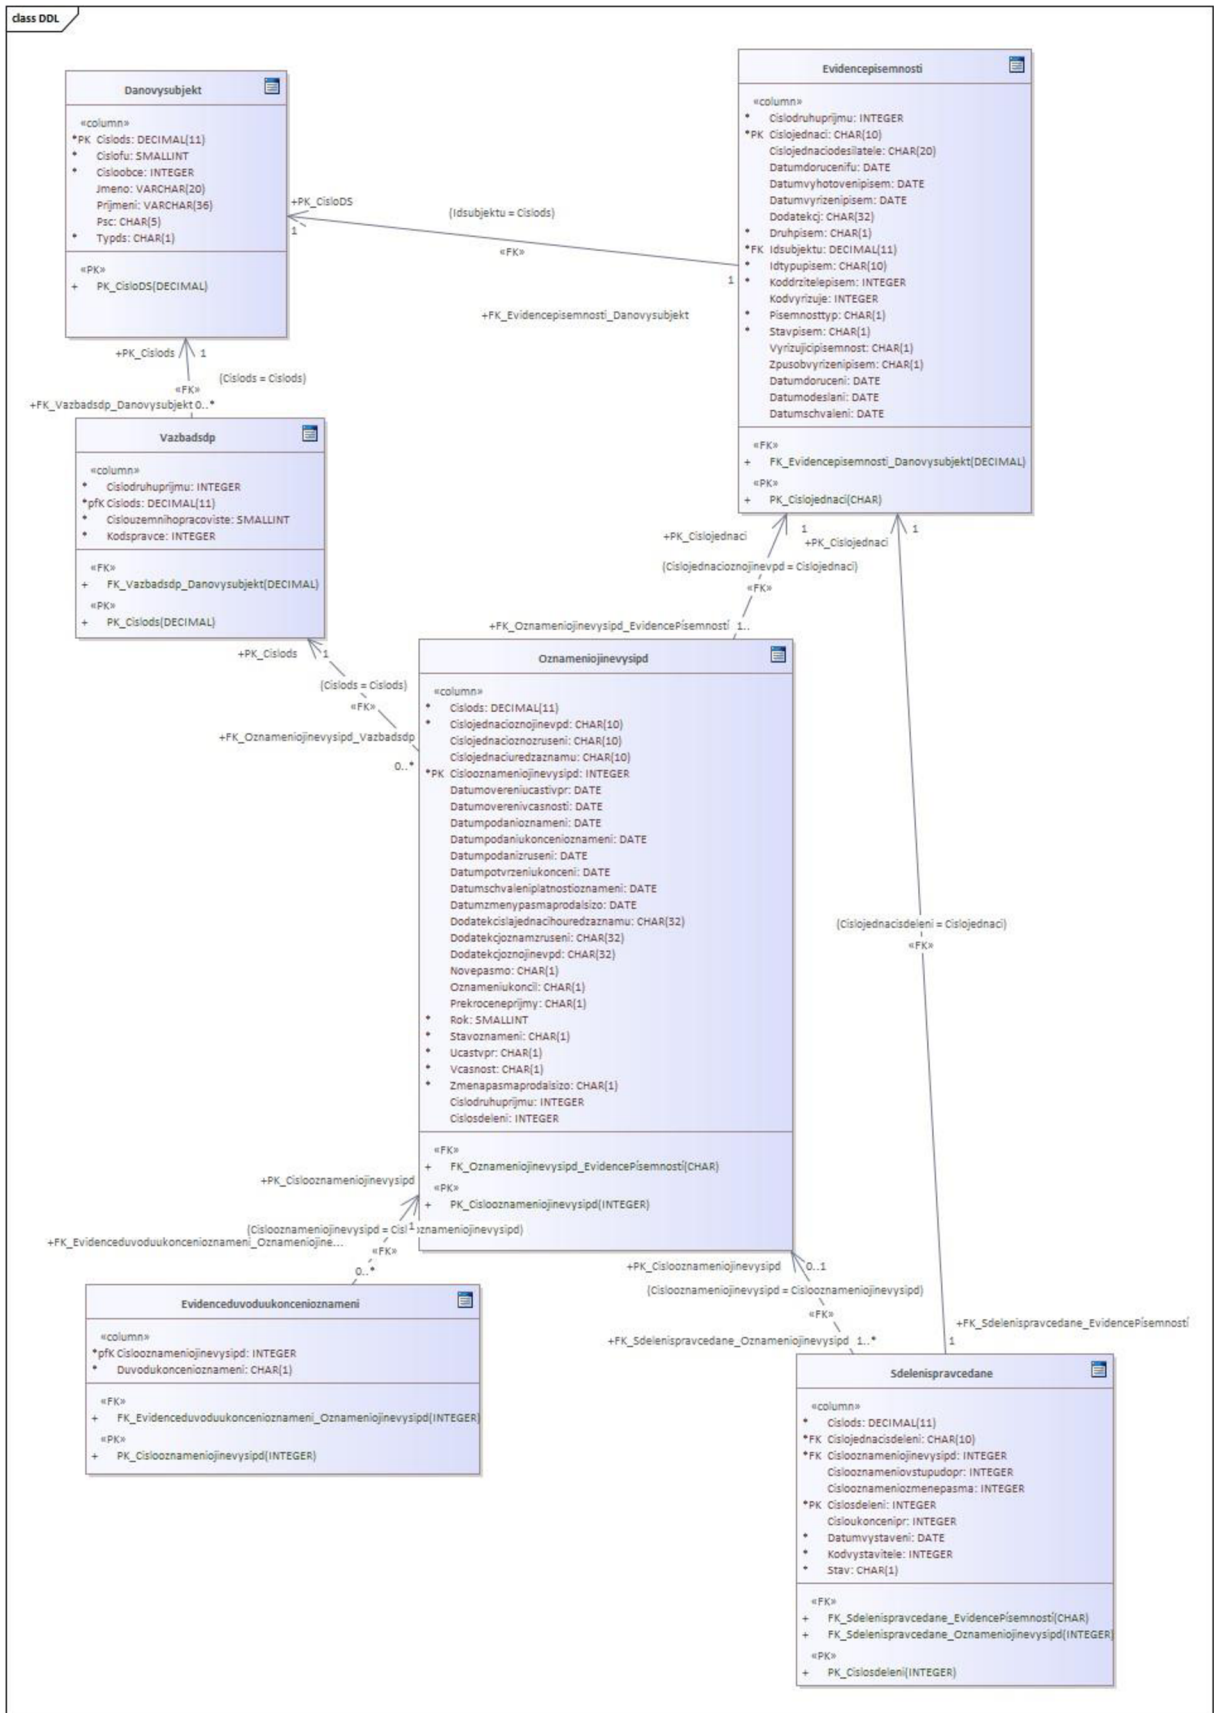 class DDL
Danovysubjekt
«column»
*PK Cislods: DECIMAL(11)
* Cislofu: SMALLINT
* Cisloobce: INTEGER
Jmeno: VARCHAR(20)
Prijmeni: VARCHAR(36)
Psc: CHAR(5)
* Typds: CHAR(1)
«PK»
+ PK_CisloDS(DECIMAL)
Evidencepisemnosti
«column»
* Cislodruhuprijmu: INTEGER
*PK Cislojednaci: CHAR(10)
Cislojednaciodesilatele: CHAR(20)
Datumdorucenifu: DATE
Datumvyhotovenipisem: DATE
Datumvyrizenipisem: DATE
Dodatekcj: CHAR(32)
* Druhpisem: CHAR(1)
*FK Idsubjektu: DECIMAL(11)
* Idtypupisem: CHAR(10)
* Koddrzitelepisem: INTEGER
Kodvyrizuje: INTEGER
* Pisemnosttyp: CHAR(1)
* Stavpisem: CHAR(1)
Vyrizujicipisemnost: CHAR(1)
Zpusobvyrizenipisem: CHAR(1)
Datumdoruceni: DATE
Datumodeslani: DATE
Datumschvaleni: DATE
«FK»
+ FK_Evidencepisemnosti_Danovysubjekt(DECIMAL)
«PK»
+ PK_Cislojednaci(CHAR)
+PK_CisloDS
1
(Idsubjektu = Cislods)
«FK»
1
+FK_Evidencepisemnosti_Danovysubjekt
+PK_Cislods
1
(Cislods = Cislods)
«FK»
+FK_Vazbadsdp_Danovysubjekt 0..*
Vazbadsdp
«column»
* Cislodruhuprijmu: INTEGER
*pfK Cislods: DECIMAL(11)
* Cislouzemnihopracoviste: SMALLINT
* Kodspravce: INTEGER
«FK»
+ FK_Vazbadsdp_Danovysubjekt(DECIMAL)
«PK»
+ PK_Cislods(DECIMAL)
+PK_Cislojednaci
1
+PK_Cislojednaci
1
(Cislojednacioznojinevpd = Cislojednaci)
«FK»
+FK_Oznameniojinevysipd_EvidencePísemností 1..
+PK_Cislods
1
(Cislods = Cislods)
«FK»
+FK_Oznameniojinevysipd_Vazbadsdp
0..*
Oznameniojinevysipd
«column»
* Cislods: DECIMAL(11)
* Cislojednacioznojinevpd: CHAR(10)
Cislojednacioznozruseni: CHAR(10)
Cislojednaciuredzaznamu: CHAR(10)
*PK Cislooznameniojinevysipd: INTEGER
Datumovereniucastivpr: DATE
Datumoverenivcasnosti: DATE
Datumpodanioznameni: DATE
Datumpodaniukoncenioznameni: DATE
Datumpodanizruseni: DATE
Datumpotvrzeniukonceni: DATE
Datumschvaleniplatnostioznameni: DATE
Datumzmenypasmaprodalsizo: DATE
Dodatekcislajednacihouredzaznamu: CHAR(32)
Dodatekcjoznamzruseni: CHAR(32)
Dodatekcjoznojinevpd: CHAR(32)
Novepasmo: CHAR(1)
Oznameniukoncil: CHAR(1)
Prekroceneprijmy: CHAR(1)
* Rok: SMALLINT
* Stavoznameni: CHAR(1)
* Ucastvpr: CHAR(1)
* Vcasnost: CHAR(1)
* Zmenapasmaprodalsizo: CHAR(1)
Cislodruhuprijmu: INTEGER
Cislosdeleni: INTEGER
«FK»
+ FK_Oznameniojinevysipd_EvidencePísemností(CHAR)
«PK»
+ PK_Cislooznameniojinevysipd(INTEGER)
(Cislojednacisdeleni = Cislojednaci)
«FK»
+PK_Cislooznameniojinevysipd
1
(Cislooznameniojinevysipd = Cisl znameniojinevysipd)
+FK_Evidenceduvoduukoncenioznameni_Oznameniojine...
«FK»
0..*
Evidenceduvoduukoncenioznameni
«column»
*pfK Cislooznameniojinevysipd: INTEGER
* Duvodukoncenioznameni: CHAR(1)
«FK»
+ FK_Evidenceduvoduukoncenioznameni_Oznameniojinevysipd(INTEGER)
«PK»
+ PK_Cislooznameniojinevysipd(INTEGER)
+PK_Cislooznameniojinevysipd
0..1
(Cislooznameniojinevysipd = Cislooznameniojinevysipd)
«FK»
+FK_Sdelenispravcedane_Oznameniojinevysipd 1..*
+FK_Sdelenispravcedane_EvidencePísemností
1
Sdelenispravcedane
«column»
* Cislods: DECIMAL(11)
*FK Cislojednacisdeleni: CHAR(10)
*FK Cislooznameniojinevysipd: INTEGER
Cislooznameniovstupudopr: INTEGER
Cislooznameniozmenepasma: INTEGER
*PK Cislosdeleni: INTEGER
Cisloukoncenipr: INTEGER
* Datumvystaveni: DATE
* Kodvystavitele: INTEGER
* Stav: CHAR(1)
«FK»
+ FK_Sdelenispravcedane_EvidencePísemností(CHAR)
+ FK_Sdelenispravcedane_Oznameniojinevysipd(INTEGER)
«PK»
+ PK_Cislosdeleni(INTEGER)